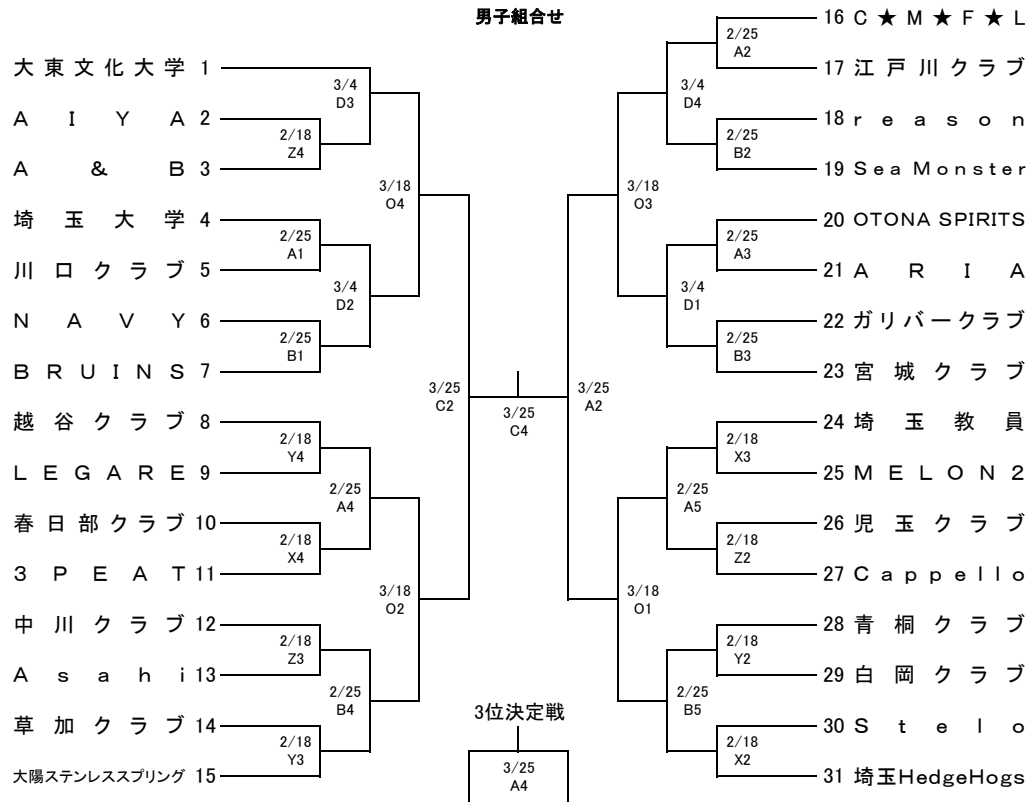 男子組合せ
大東文化大学 1
ＡＩＹＡ 2
Ａ＆Ｂ 3
埼玉大学 4
川口クラブ 5
ＮＡＶＹ 6
ＢＲＵＩＮＳ 7
越谷クラブ 8
ＬＥＧＡＲＥ 9
春日部クラブ 10
３ＰＥＡＴ 11
中川クラブ 12
Ａｓａｈｉ 13
草加クラブ 14
大陽ステンレススプリング 15
2/18
Z4
2/25
A1
2/25
B1
2/18
Y4
2/18
X4
2/18
Z3
2/18
Y3
3/4
D3
3/4
D2
2/25
A4
2/25
B4
3/18
O4
3/18
O2
3/25
C2
3/25
C4
3/25
A2
3位決定戦
3/25
A4
3/18
O3
3/18
O1
3/4
D4
3/4
D1
2/25
A5
2/25
B5
2/25
A2
2/25
B2
2/25
A3
2/25
B3
2/18
X3
2/18
Z2
2/18
Y2
2/18
X2
16 Ｃ★Ｍ★Ｆ★Ｌ
17 江戸川クラブ
18 ｒｅａｓｏｎ
19 Sea Monster
20 OTONA SPIRITS
21 ＡＲＩＡ
22 ガリバークラブ
23 宮城クラブ
24 埼玉教員
25 ＭＥＬＯＮ２
26 児玉クラブ
27 Ｃａｐｐｅｌｌｏ
28 青桐クラブ
29 白岡クラブ
30 Ｓｔｅｌｏ
31 埼玉HedgeHogs